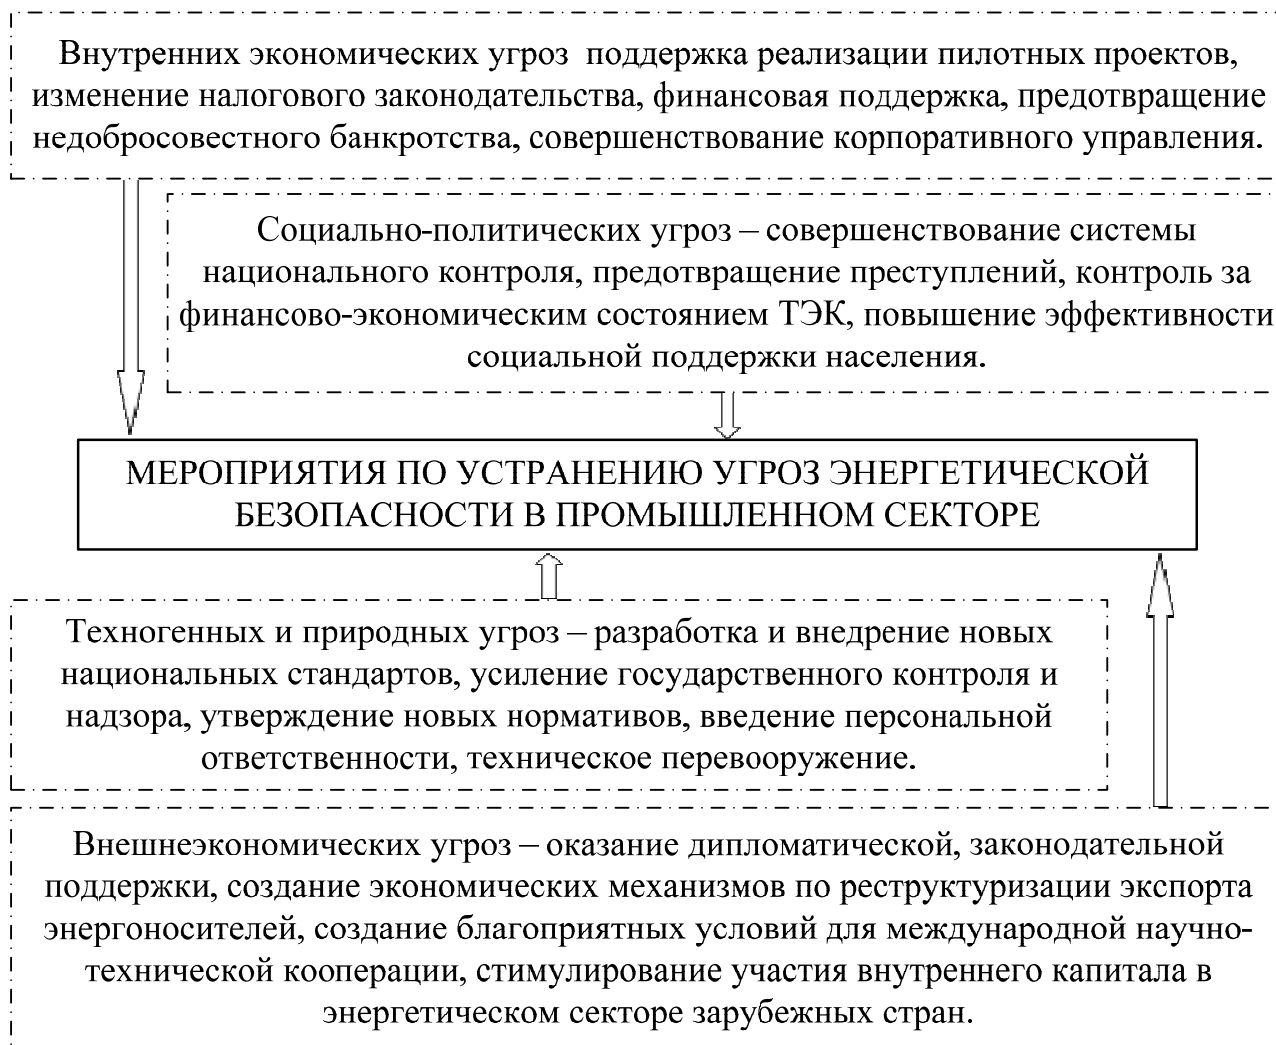 Внутренних экономических угроз поддержка реализации пилотных проектов,
изменение налогового законодательства, финансовая поддержка, предотвращение
недобросовестного банкротства, совершенствование корпоративного управления.
Социально-политических угроз – совершенствование системы
национального контроля, предотвращение преступлений, контроль за
финансово-экономическим состоянием ТЭК, повышение эффективности
социальной поддержки населения.
МЕРОПРИЯТИЯ ПО УСТРАНЕНИЮ УГРОЗ ЭНЕРГЕТИЧЕСКОЙ
БЕЗОПАСНОСТИ В ПРОМЫШЛЕННОМ СЕКТОРЕ
Техногенных и природных угроз – разработка и внедрение новых
национальных стандартов, усиление государственного контроля и
надзора, утверждение новых нормативов, введение персональной
ответственности, техническое перевооружение.
Внешнеэкономических угроз – оказание дипломатической, законодательной
поддержки, создание экономических механизмов по реструктуризации экспорта
энергоносителей, создание благоприятных условий для международной научно-
технической кооперации, стимулирование участия внутреннего капитала в
энергетическом секторе зарубежных стран.